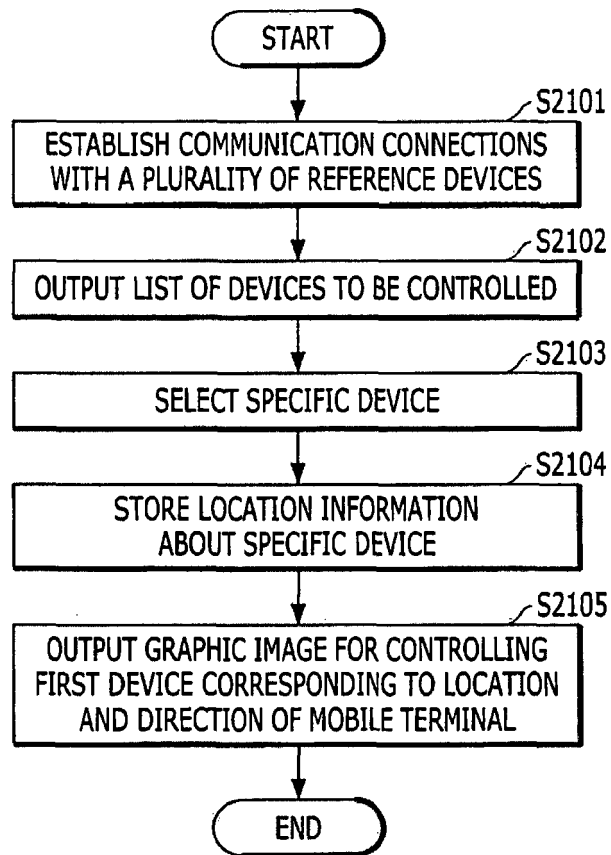 START
S2101
ESTABLISH COMMUNICATION CONNECTIONS
WITH A PLURALITY OF REFERENCE DEVICES
S2102
OUTPUT LIST OF DEVICES TO BE CONTROLLED
S2103
SELECT SPECIFIC DEVICE
S2104
STORE LOCATION INFORMATION
ABOUT SPECIFIC DEVICE
S2105
OUTPUT GRAPHIC IMAGE FOR CONTROLLING
FIRST DEVICE CORRESPONDING TO LOCATION
AND DIRECTION OF MOBILE TERMINAL
END